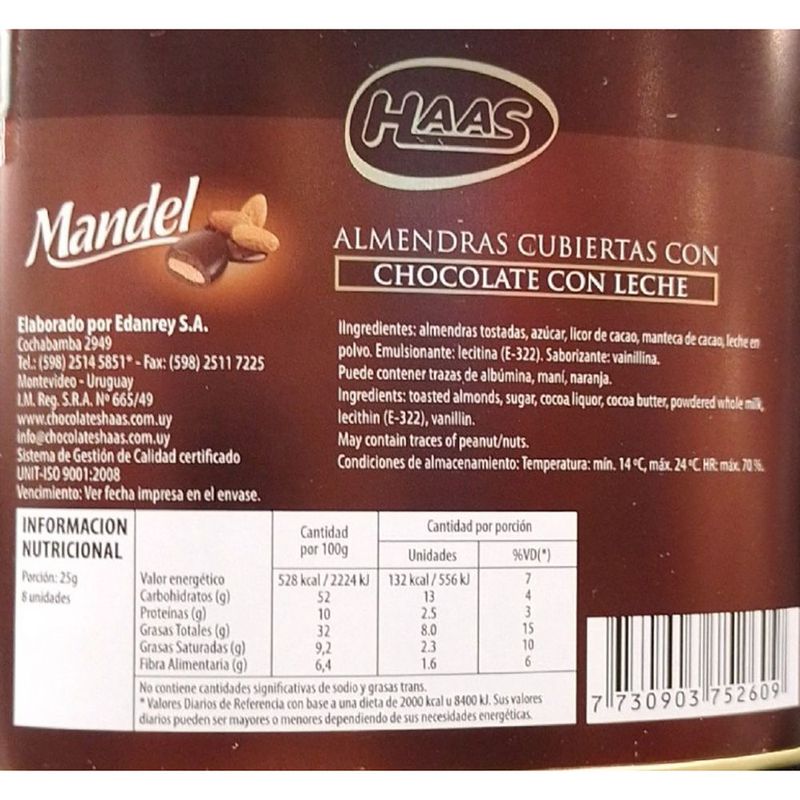 HAAS
Mandel
ALMENDRAS CUBIERTAS CON
CHOCOLATE CON LECHE
Elaborado por Edanrey S.A.
Cochabamba 2949
Tel.: (598) 2514 5851* - Fax: (598) 2511 7225
Montevideo - Uruguay
I.M. Reg. S.R.A. Nº 665/49
www.chocolateshaas.com.uy
info@chocolateshaas.com.uy
Sistema de Gestión de Calidad certificado
UNIT-ISO 9001:2008
Vencimiento: Ver fecha impresa en el envase.
IIngredientes: almendras tostadas, azúcar, licor de cacao, manteca de cacao, leche en
polvo. Emulsionante: lecitina (E-322). Saborizante: vainillina.
Puede contener trazas de albúmina, maní, naranja.
Ingredients: toasted almonds, sugar, cocoa liquor, cocoa butter, powdered whole milk,
lecithin (E-322), vanillin.
May contain traces of peanut/nuts.
Condiciones de almacenamiento: Temperatura: mín. 14 ºC, máx. 24 ºC. HR: máx. 70 %.
INFORMACION
NUTRICIONAL
Porción: 25g
8 unidades
Cantidad
por 100g
Cantidad por porción
Unidades %VD(*)
Valor energético 528 kcal / 2224 kJ 132 kcal / 556 kJ 7
Carbohidratos (g) 52 13 4
Proteínas (g) 10 2.5 3
Grasas Totales (g) 32 8.0 15
Grasas Saturadas (g) 9,2 2.3 10
Fibra Alimentaria (g) 6,4 1.6 6
No contiene cantidades significativas de sodio y grasas trans.
* Valores Diarios de Referencia con base a una dieta de 2000 kcal u 8400 kJ. Sus valores
diarios pueden ser mayores o menores dependiendo de sus necesidades energéticas.
7 730903 752609